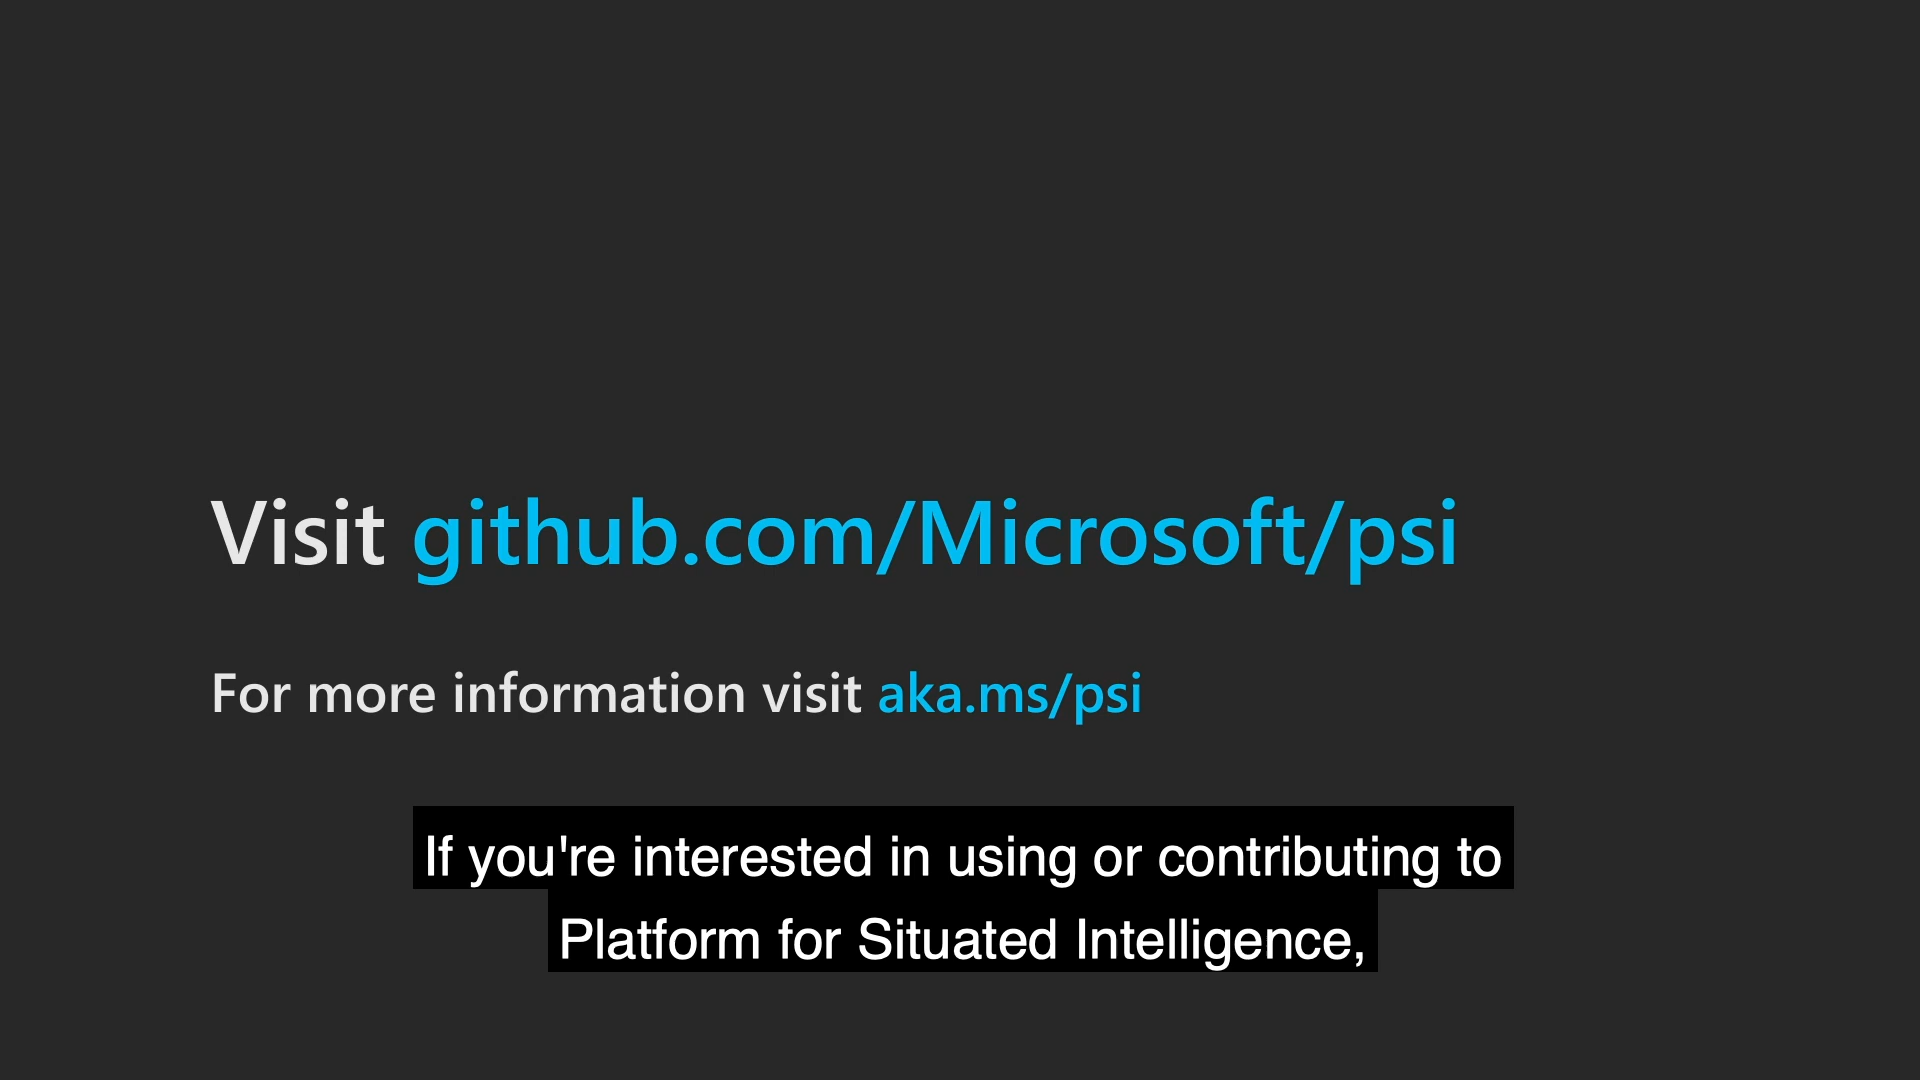 Visit github.com/Microsoft/psi
For more information visit aka.ms/psi
If you're interested in using or contributing to
Platform for Situated Intelligence,